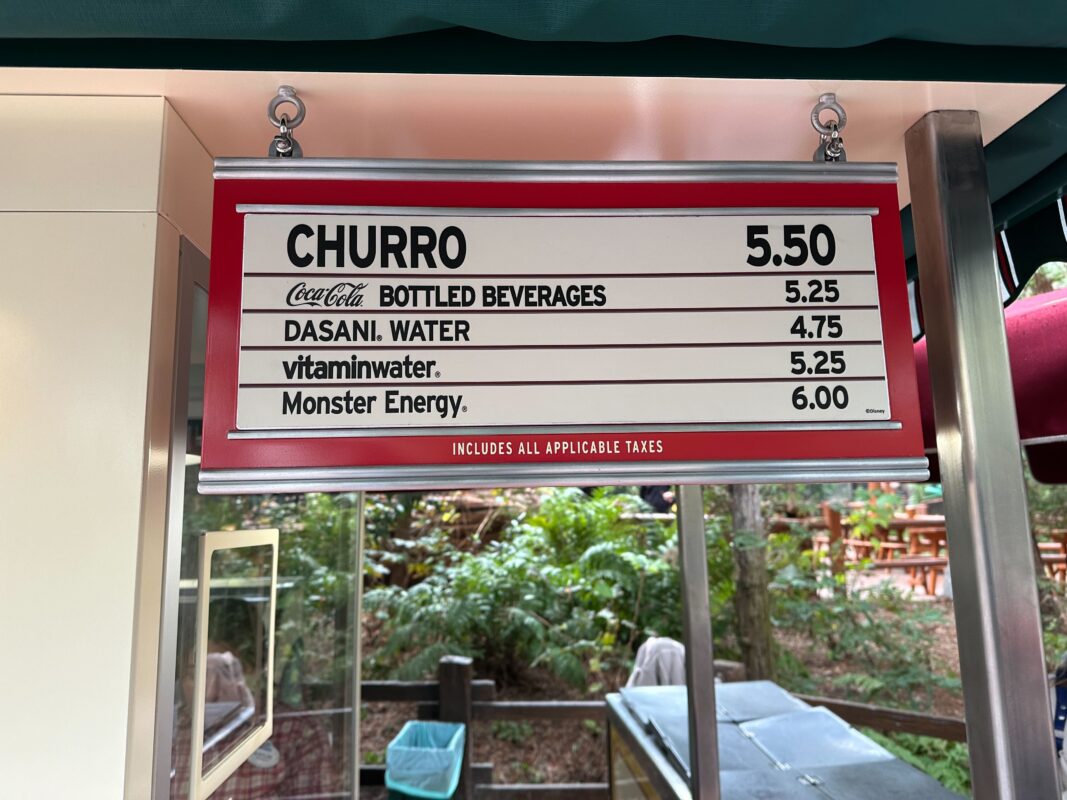 CHURRO 5.50
Coca-Cola BOTTLED BEVERAGES 5.25
DASANI® WATER 4.75
vitaminwater® 5.25
Monster Energy® 6.00
©Disney
INCLUDES ALL APPLICABLE TAXES